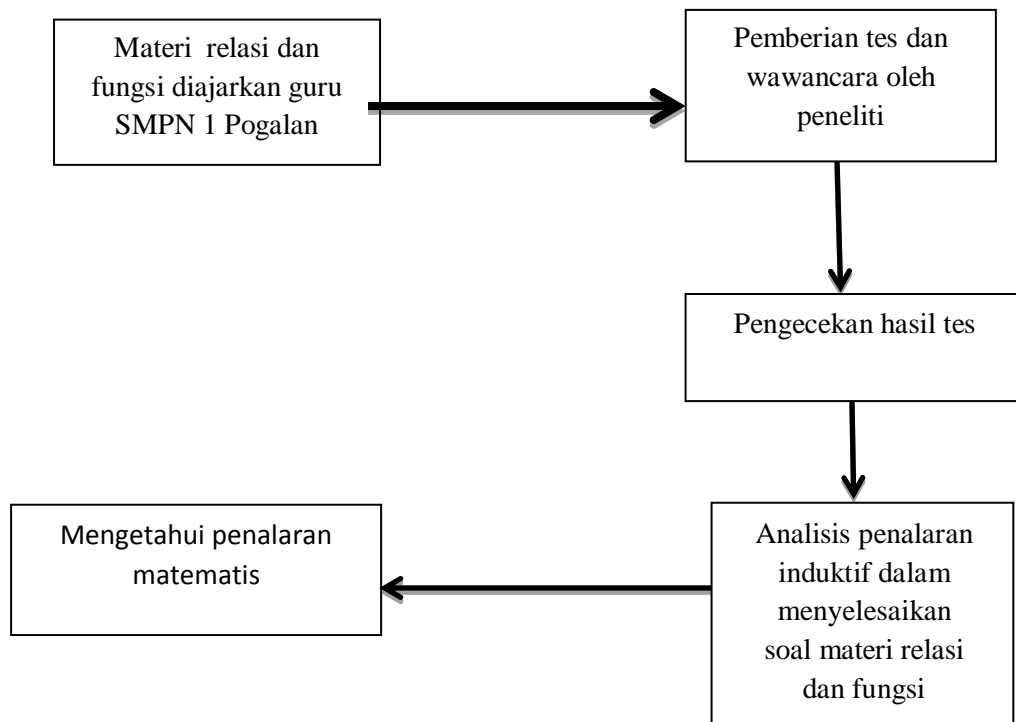 Materi relasi dan
fungsi diajarkan guru
SMPN 1 Pogalan
Pemberian tes dan
wawancara oleh
peneliti
Pengecekan hasil tes
Analisis penalaran
induktif dalam
menyelesaikan
soal materi relasi
dan fungsi
Mengetahui penalaran
matematis